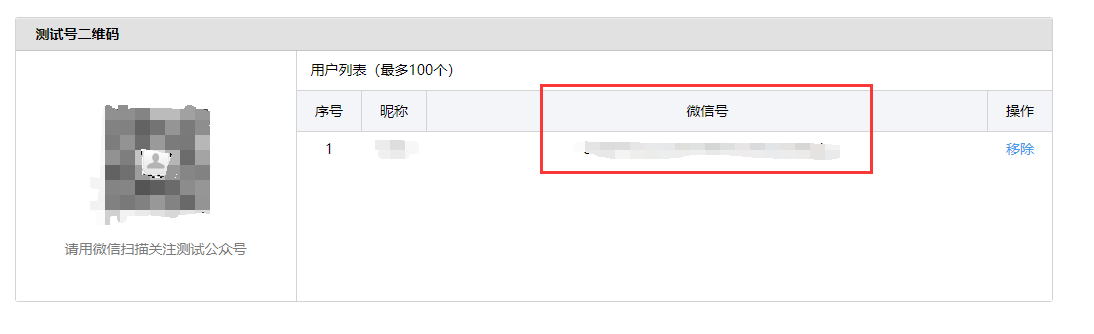 测试号二维码
用户列表（最多100个）
序号 昵称 微信号 操作
1 移除
请用微信扫描关注测试公众号